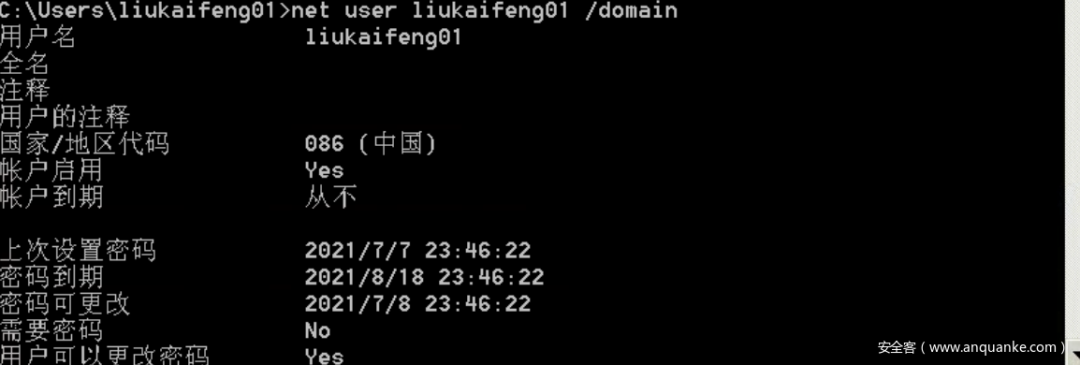 C:\Users\liukaifeng01>net user liukaifeng01 /domain
用户名 liukaifeng01
全名
注释
用户的注释
国家/地区代码 086 (中国)
帐户启用 Yes
帐户到期 从不
上次设置密码 2021/7/7 23:46:22
密码到期 2021/8/18 23:46:22
密码可更改 2021/7/8 23:46:22
需要密码 No
用户可以更改密码 Yes
安全客（www.anquanke.com）